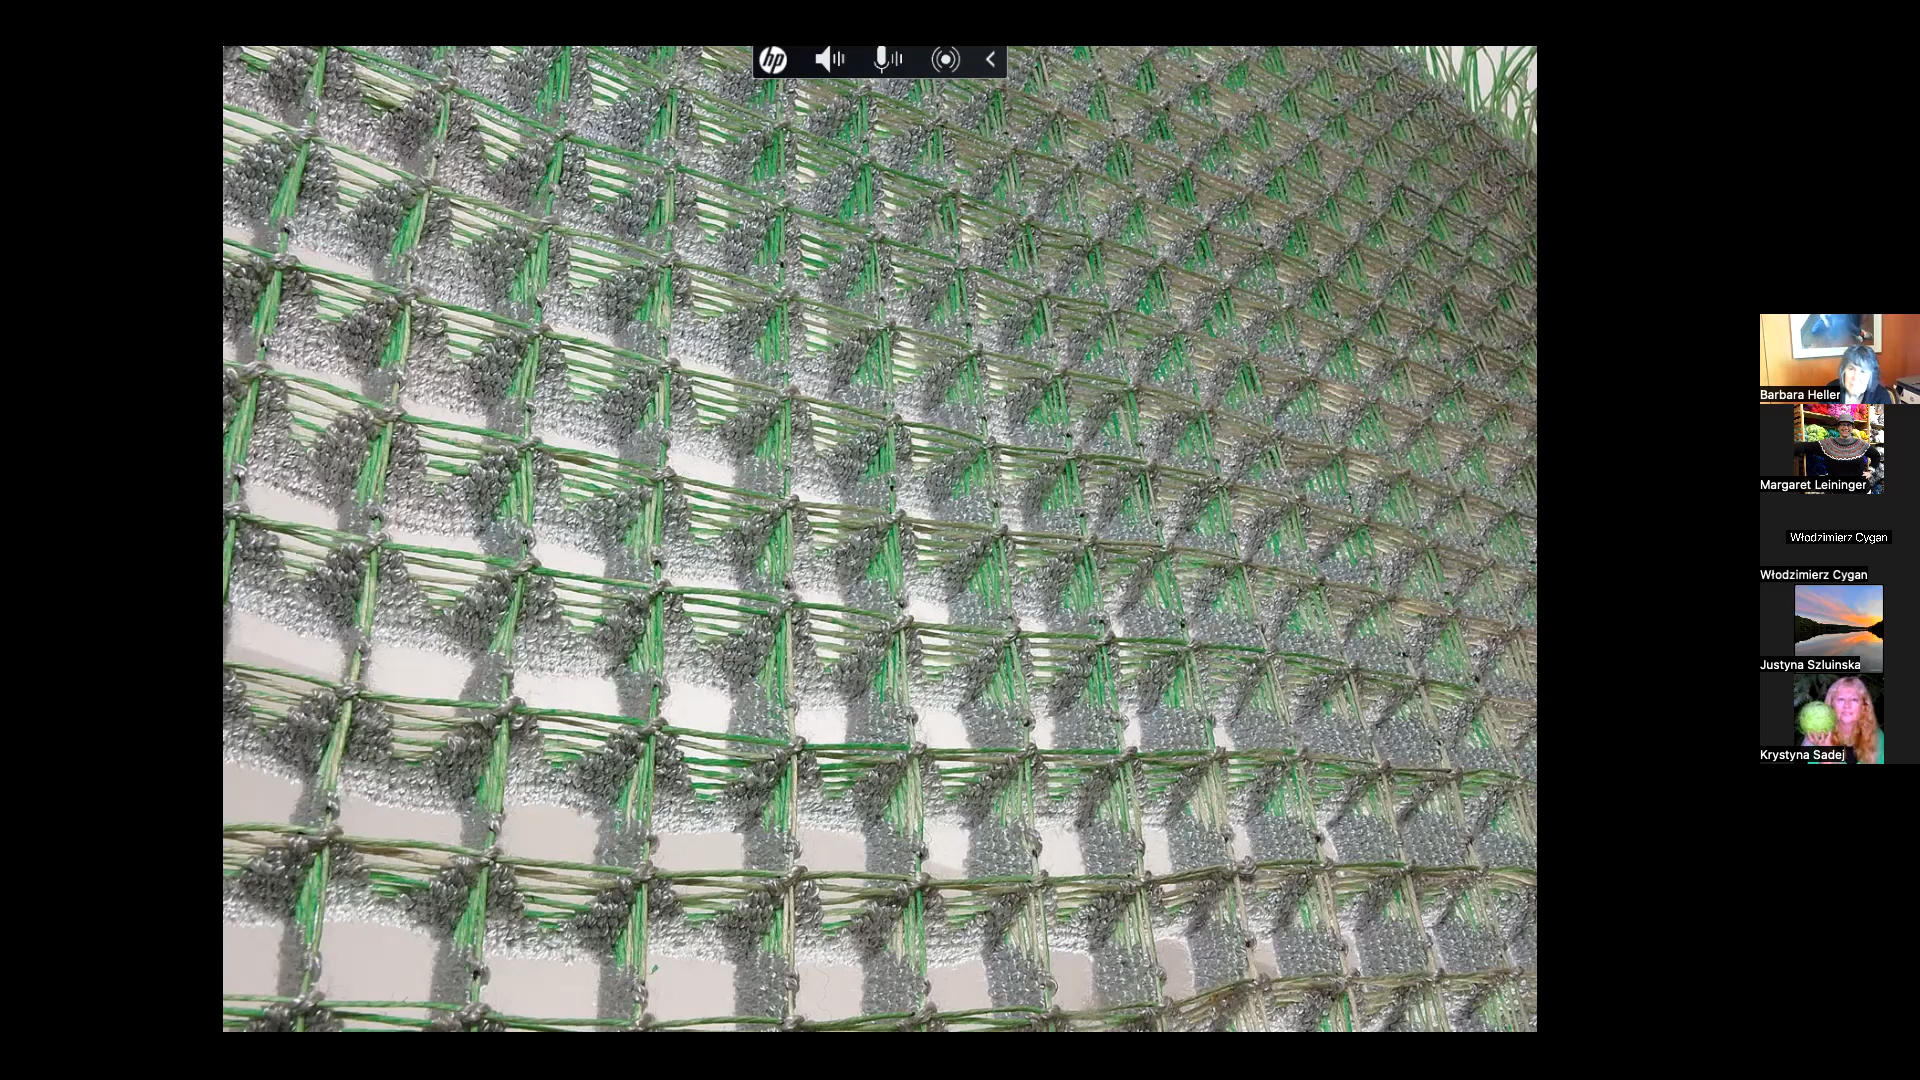 hp
Barbara Heller
Margaret Leininger
Włodzimierz Cygan
Włodzimierz Cygan
Justyna Szluinska
Krystyna Sadej